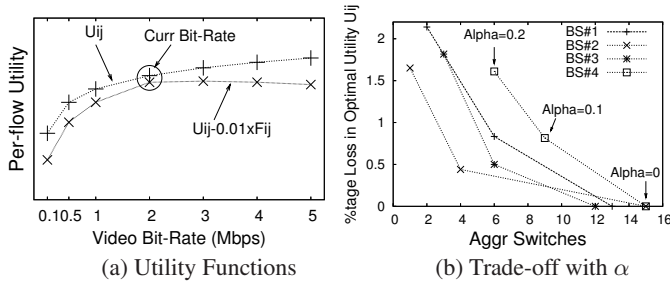 Uij
Curr Bit-Rate
Uij-0.01xFij
Per-flow Utility
0.1 0.5 1 2 3 4 5
Video Bit-Rate (Mbps)
(a) Utility Functions
%tage Loss in Optimal Utility Uij
2
1.5
1
0.5
0
Alpha=0.2
Alpha=0.1
Alpha=0
BS#1
BS#2
BS#3
BS#4
0 2 4 6 8 10 12 14 16
Aggr Switches
(b) Trade-off with α